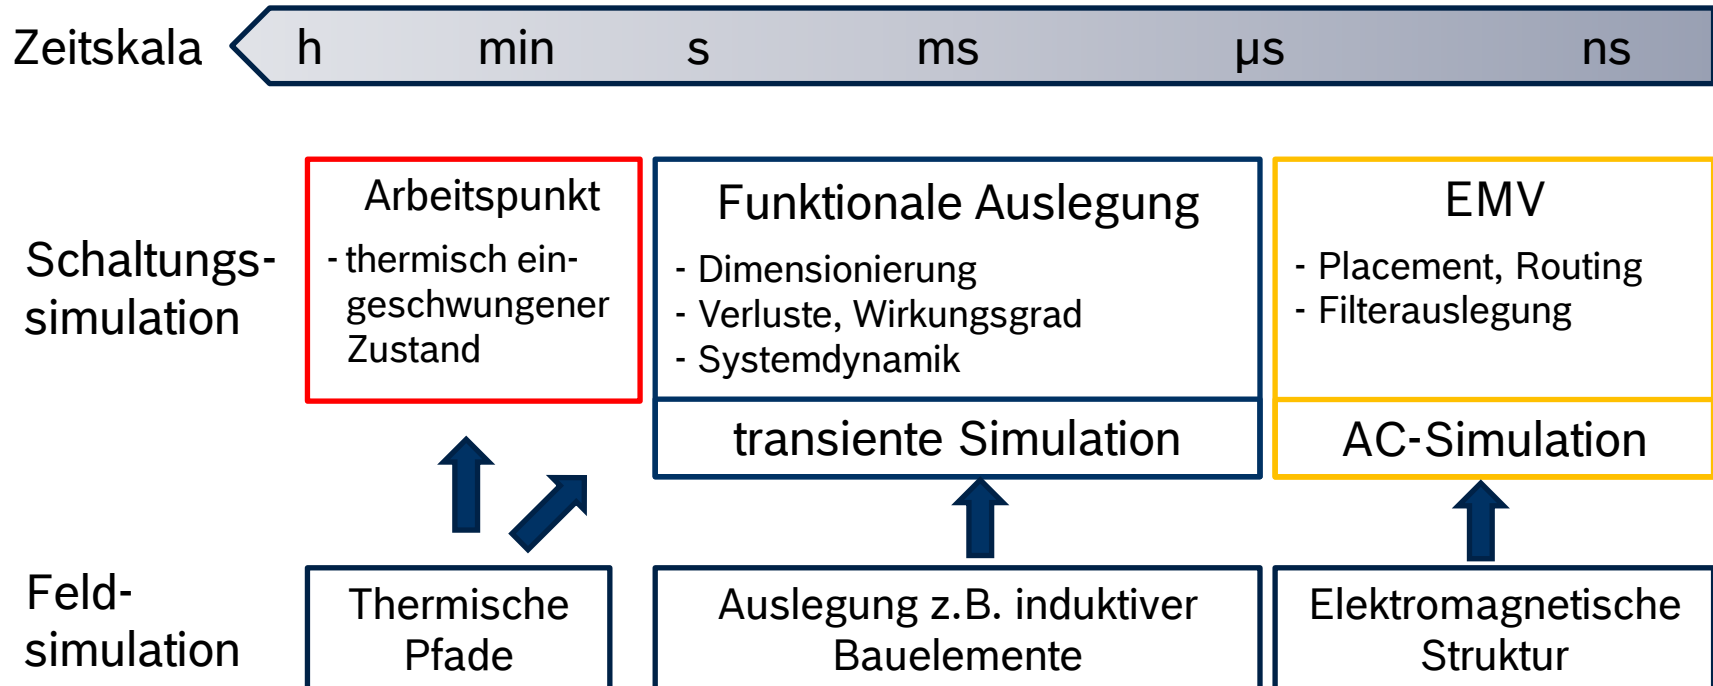 Zeitskala h min s ms µs ns
Schaltungs-
simulation
Arbeitspunkt
- thermisch ein-
geschwungener
Zustand
Funktionale Auslegung
- Dimensionierung
- Verluste, Wirkungsgrad
- Systemdynamik
transiente Simulation
EMV
- Placement, Routing
- Filterauslegung
AC-Simulation
Feld-
simulation
Thermische
Pfade
Auslegung z.B. induktiver
Bauelemente
Elektromagnetische
Struktur